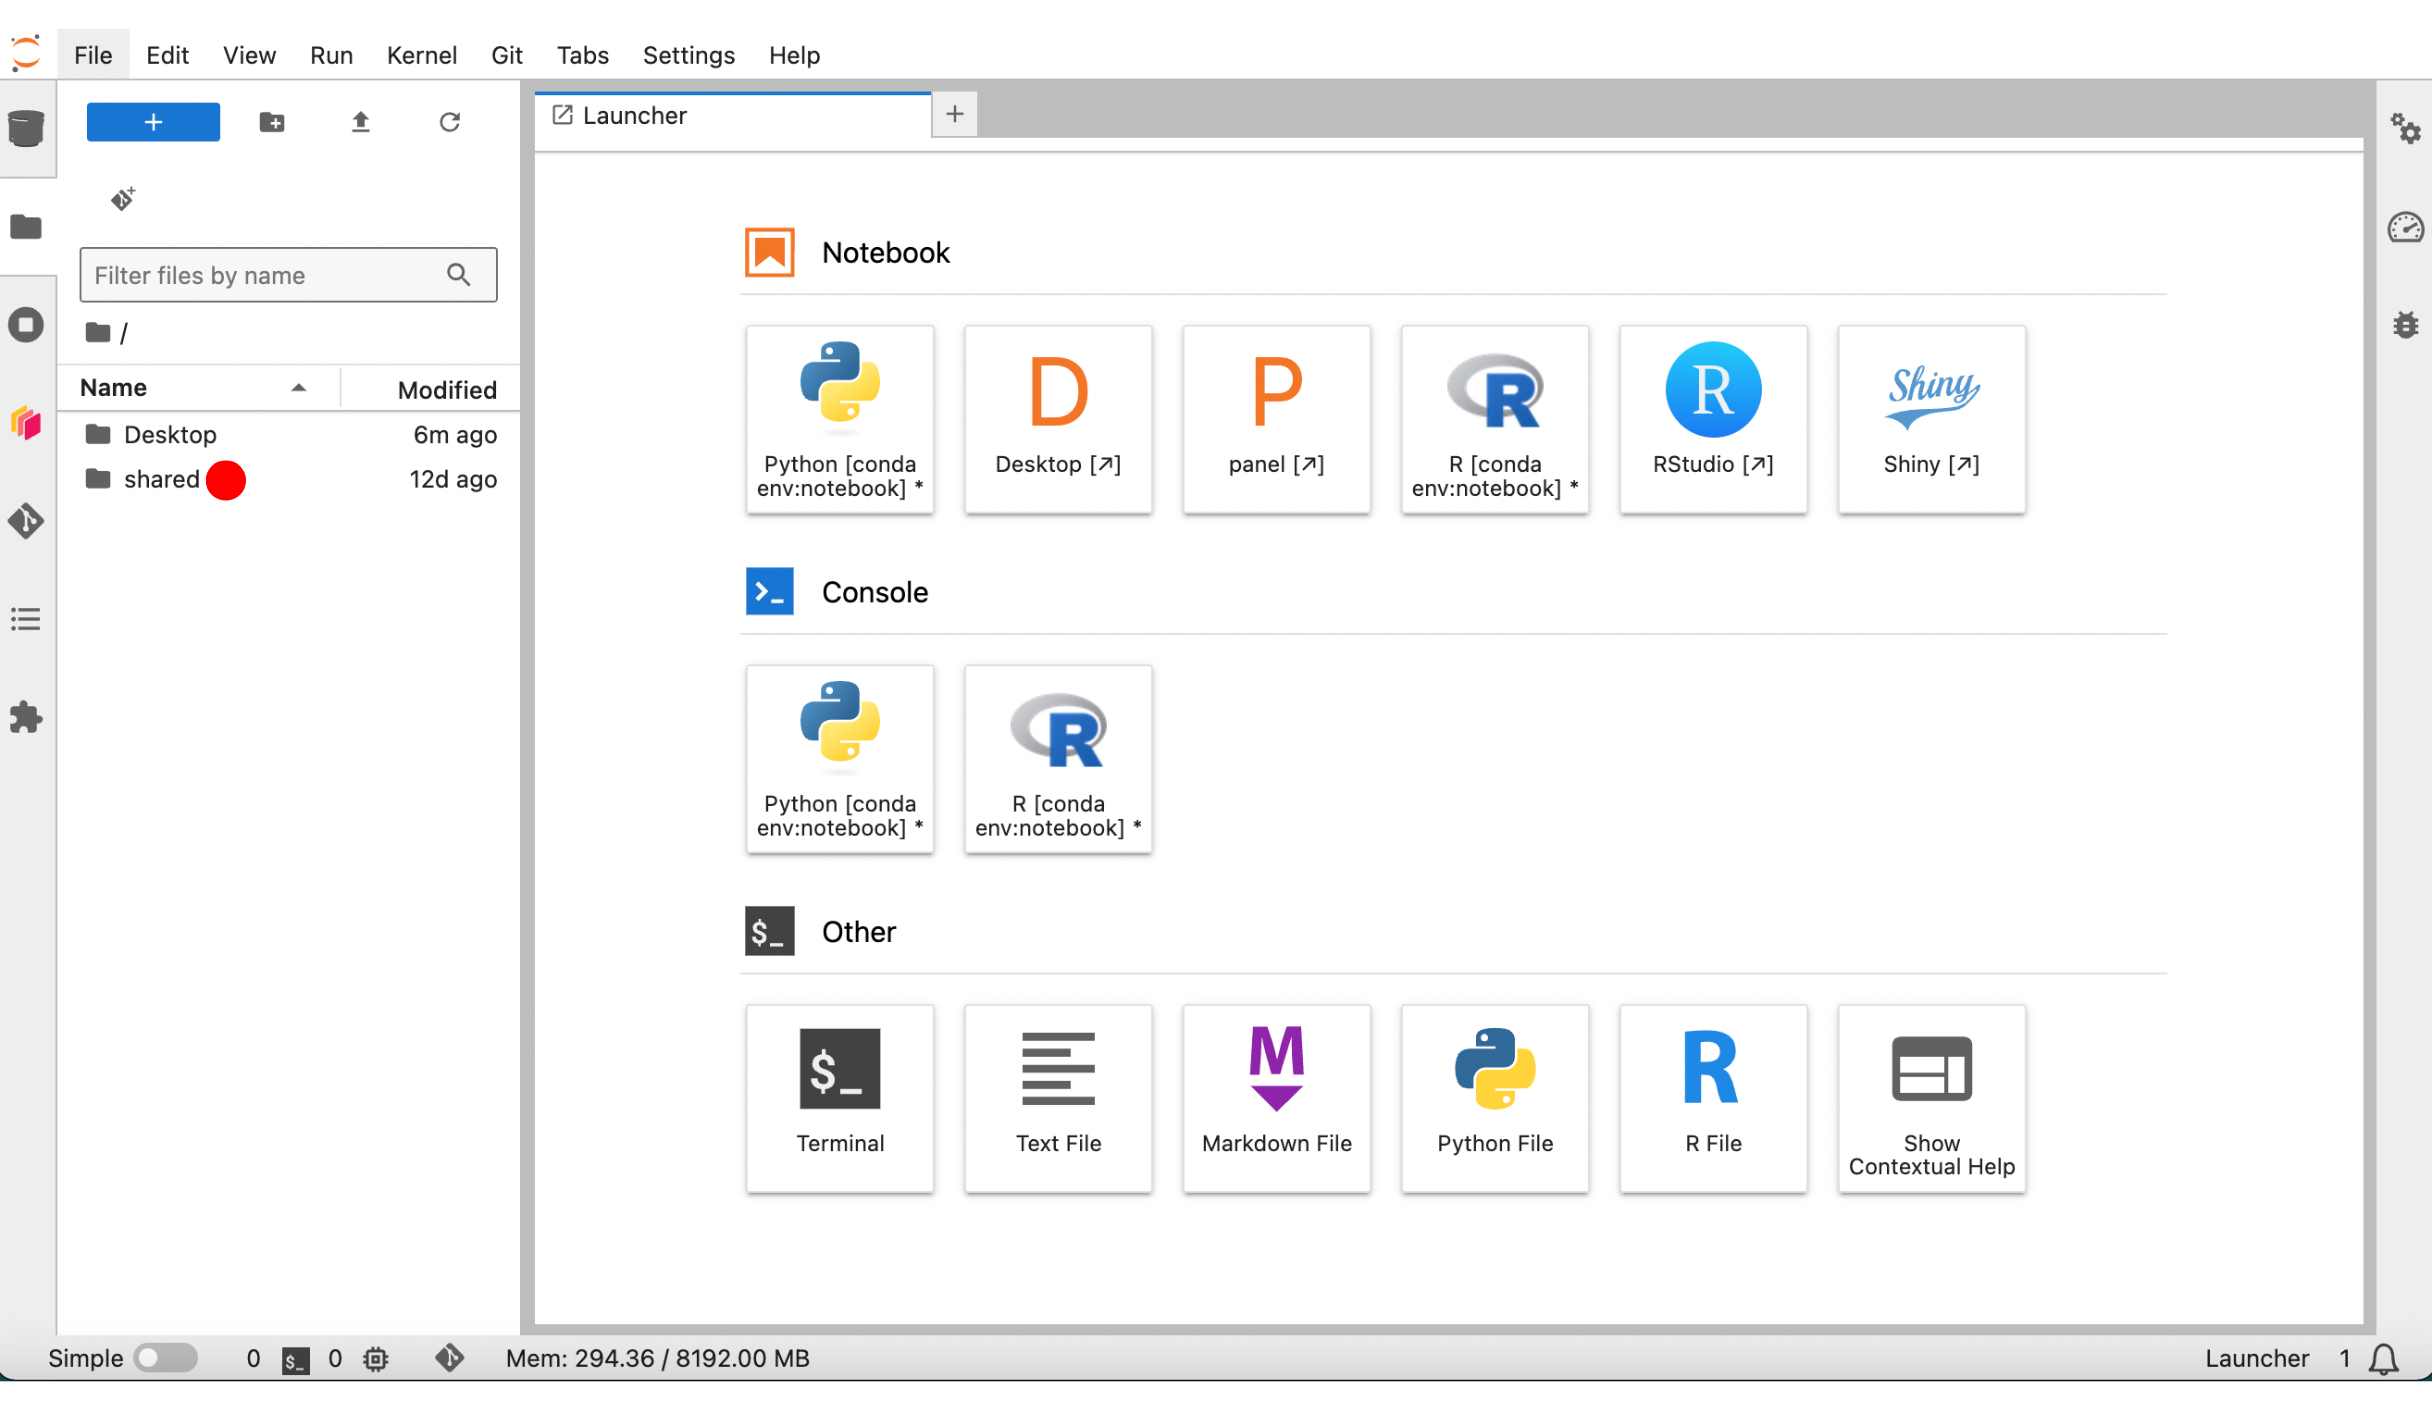 File Edit View Run Kernel Git Tabs Settings Help
+
Launcher
+
Filter files by name
/
Name Modified
Desktop 6m ago
shared 12d ago
Notebook
Python [conda env:notebook] *
D
Desktop [↗]
P
panel [↗]
R
R [conda env:notebook] *
R
RStudio [↗]
Shiny
Shiny [↗]
>_ Console
Python [conda env:notebook] *
R
R [conda env:notebook] *
$_ Other
$_
Terminal
Text File
M
Markdown File
Python File
R
R File
Show Contextual Help
Simple 0 $_ 0 Mem: 294.36 / 8192.00 MB Launcher 1